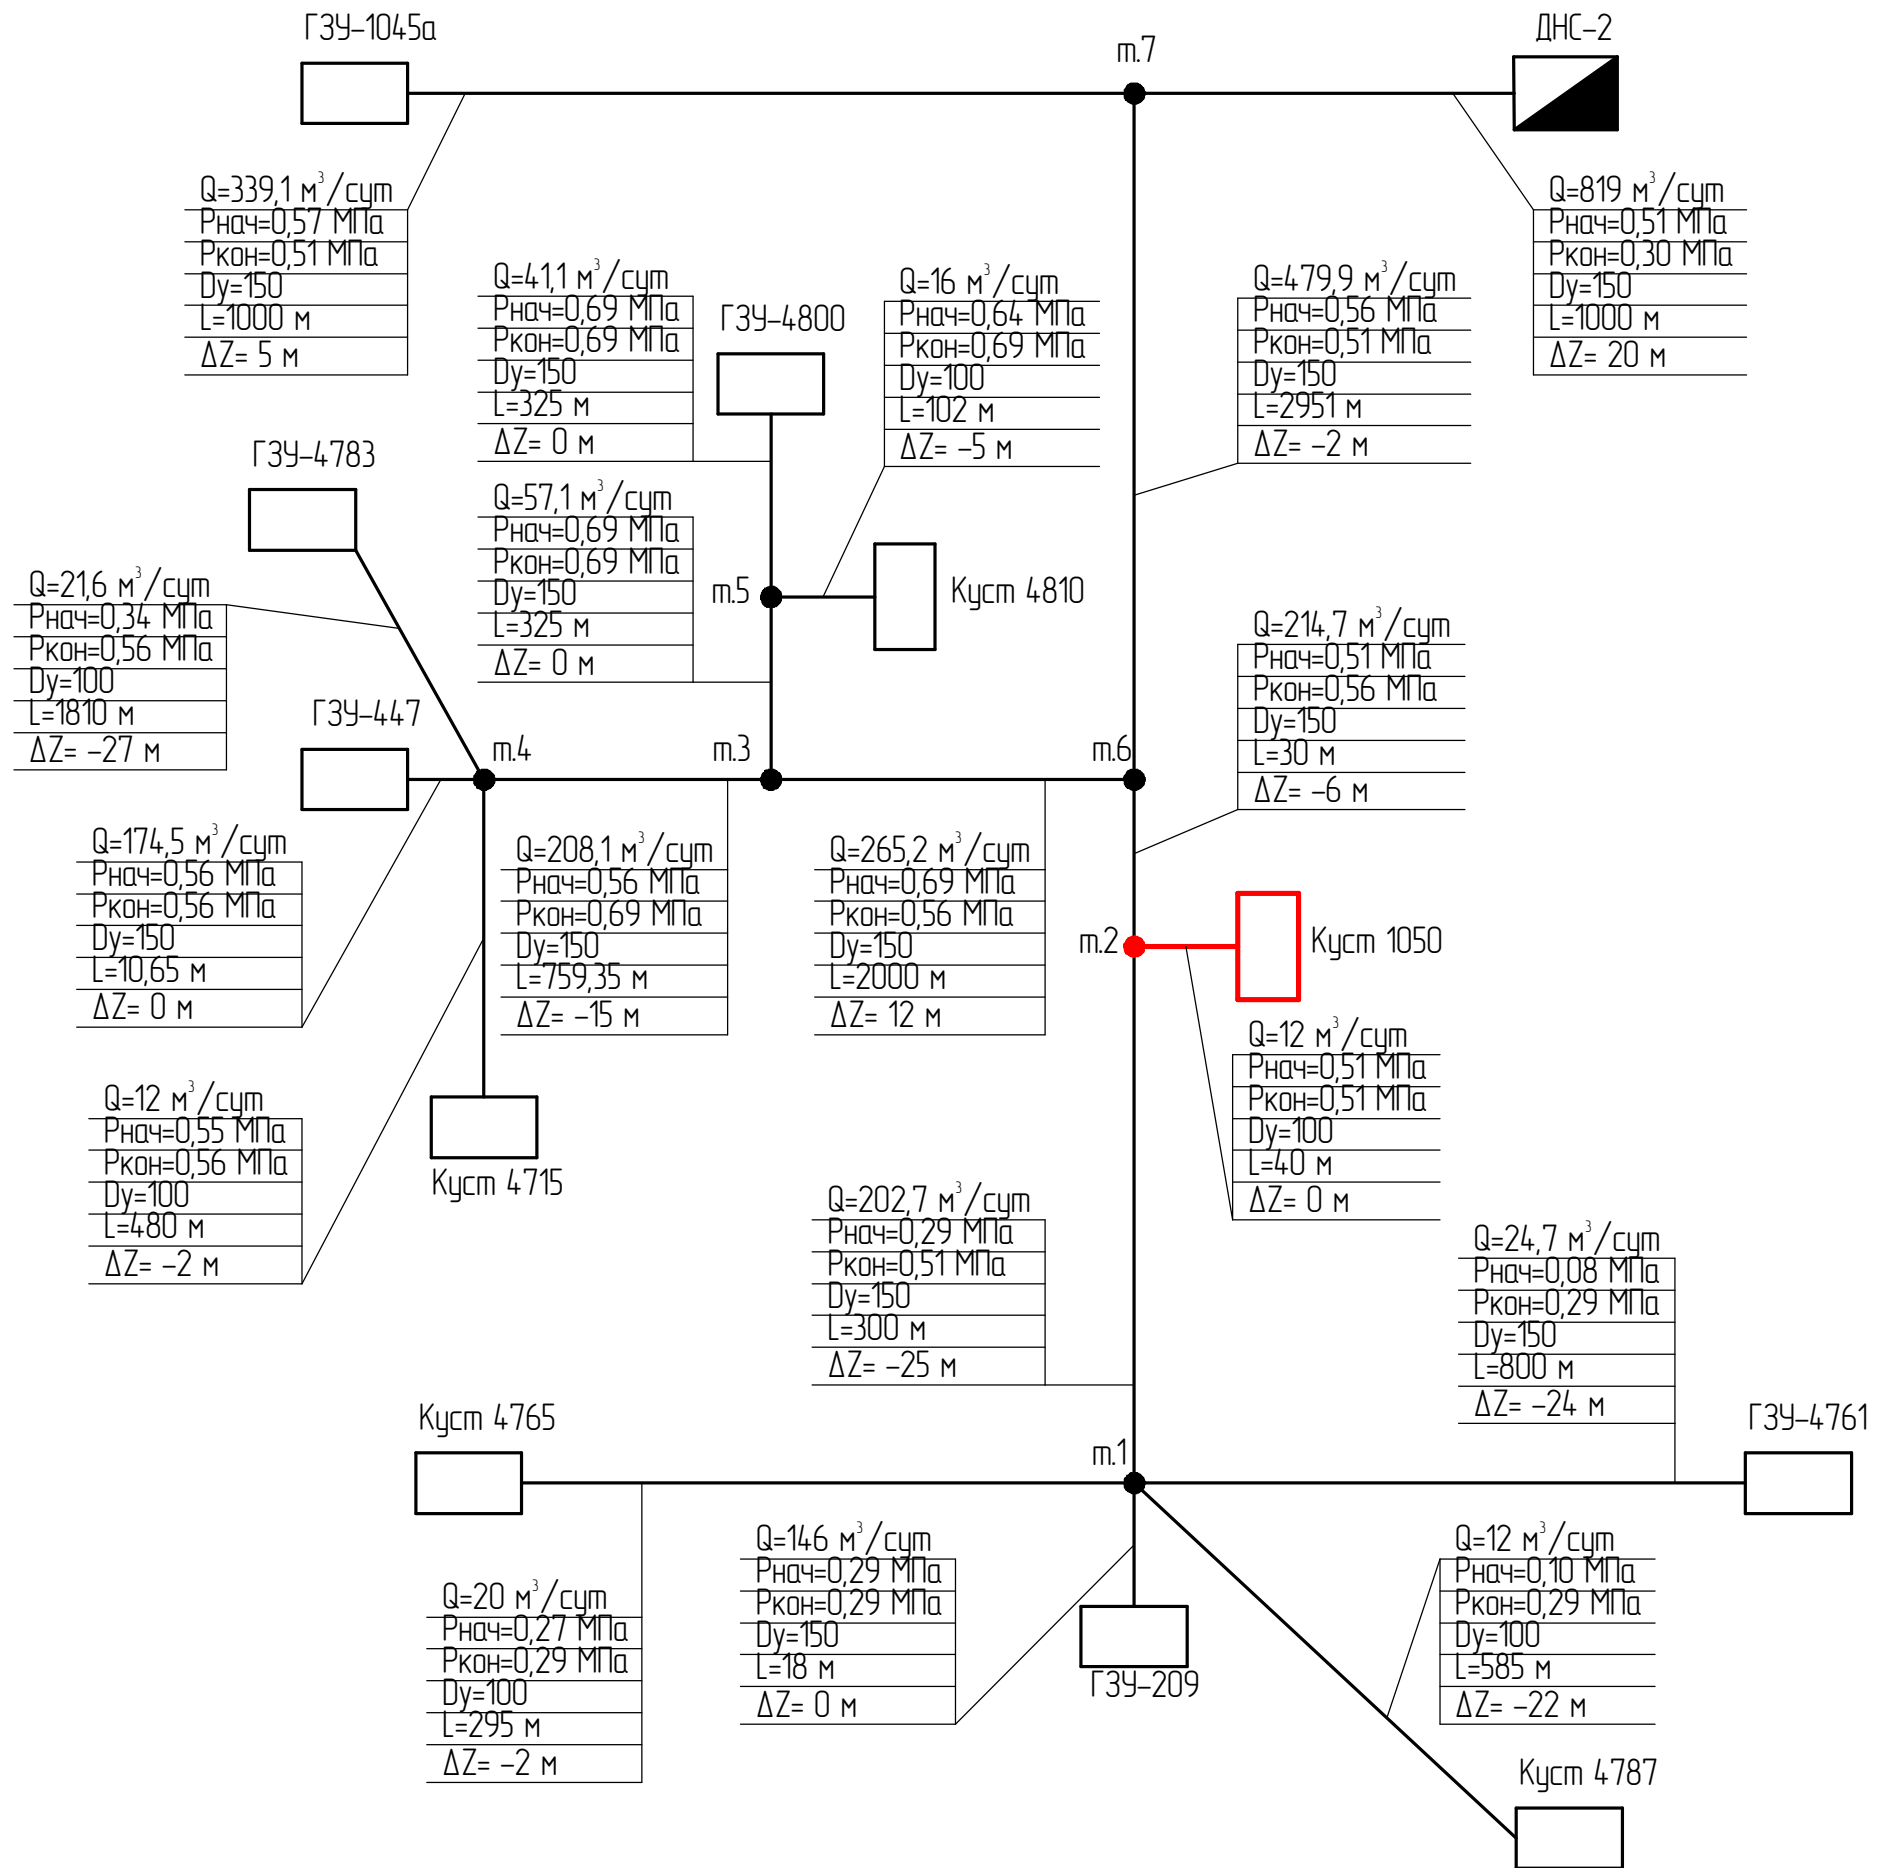 ГЗУ-1045а
т.7
ДНС-2
Q=339,1 м³/сут
Рнач=0,57 МПа
Ркон=0,51 МПа
Dу=150
L=1000 м
ΔZ= 5 м
Q=819 м³/сут
Рнач=0,51 МПа
Ркон=0,30 МПа
Dу=150
L=1000 м
ΔZ= 20 м
Q=41,1 м³/сут
Рнач=0,69 МПа
Ркон=0,69 МПа
Dу=150
L=325 м
ΔZ= 0 м
ГЗУ-4800
Q=16 м³/сут
Рнач=0,64 МПа
Ркон=0,69 МПа
Dу=100
L=102 м
ΔZ= -5 м
Q=479,9 м³/сут
Рнач=0,56 МПа
Ркон=0,51 МПа
Dу=150
L=2951 м
ΔZ= -2 м
ГЗУ-4783
Q=57,1 м³/сут
Рнач=0,69 МПа
Ркон=0,69 МПа
Dу=150
L=325 м
ΔZ= 0 м
т.5
Куст 4810
Q=21,6 м³/сут
Рнач=0,34 МПа
Ркон=0,56 МПа
Dу=100
L=1810 м
ΔZ= -27 м
Q=214,7 м³/сут
Рнач=0,51 МПа
Ркон=0,56 МПа
Dу=150
L=30 м
ΔZ= -6 м
ГЗУ-447
т.4
т.3
т.6
Q=174,5 м³/сут
Рнач=0,56 МПа
Ркон=0,56 МПа
Dу=150
L=10,65 м
ΔZ= 0 м
Q=208,1 м³/сут
Рнач=0,56 МПа
Ркон=0,69 МПа
Dу=150
L=759,35 м
ΔZ= -15 м
Q=265,2 м³/сут
Рнач=0,69 МПа
Ркон=0,56 МПа
Dу=150
L=2000 м
ΔZ= 12 м
т.2
Куст 1050
Q=12 м³/сут
Рнач=0,51 МПа
Ркон=0,51 МПа
Dу=100
L=40 м
ΔZ= 0 м
Q=12 м³/сут
Рнач=0,55 МПа
Ркон=0,56 МПа
Dу=100
L=480 м
ΔZ= -2 м
Куст 4715
Q=202,7 м³/сут
Рнач=0,29 МПа
Ркон=0,51 МПа
Dу=150
L=300 м
ΔZ= -25 м
Q=24,7 м³/сут
Рнач=0,08 МПа
Ркон=0,29 МПа
Dу=150
L=800 м
ΔZ= -24 м
Куст 4765
т.1
ГЗУ-4761
Q=20 м³/сут
Рнач=0,27 МПа
Ркон=0,29 МПа
Dу=100
L=295 м
ΔZ= -2 м
Q=146 м³/сут
Рнач=0,29 МПа
Ркон=0,29 МПа
Dу=150
L=18 м
ΔZ= 0 м
ГЗУ-209
Q=12 м³/сут
Рнач=0,10 МПа
Ркон=0,29 МПа
Dу=100
L=585 м
ΔZ= -22 м
Куст 4787